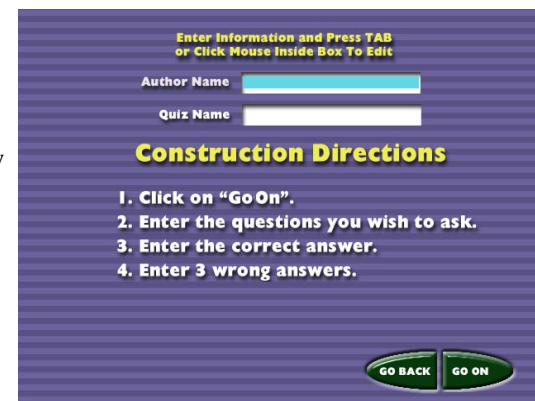 Enter Information and Press TAB
or Click Mouse Inside Box To Edit
Author Name
Quiz Name
Construction Directions
1. Click on “Go On”.
2. Enter the questions you wish to ask.
3. Enter the correct answer.
4. Enter 3 wrong answers.
GO BACK GO ON